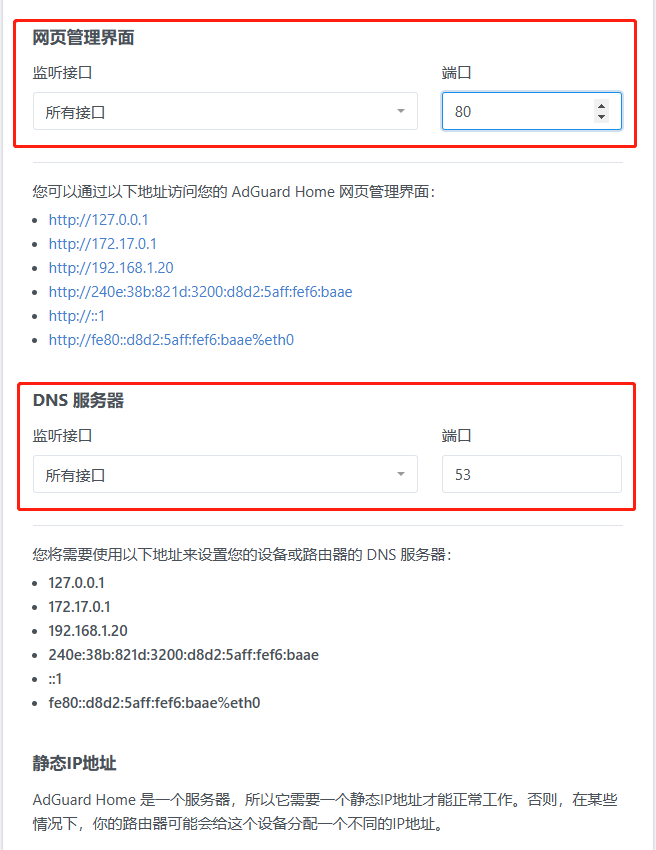 网页管理界面
监听接口 端口
所有接口 80
您可以通过以下地址访问您的 AdGuard Home 网页管理界面：
http://127.0.0.1
http://172.17.0.1
http://192.168.1.20
http://240e:38b:821d:3200:d8d2:5aff:fef6:baae
http://::1
http://fe80::d8d2:5aff:fef6:baae%eth0
DNS 服务器
监听接口 端口
所有接口 53
您将需要使用以下地址来设置您的设备或路由器的 DNS 服务器：
127.0.0.1
172.17.0.1
192.168.1.20
240e:38b:821d:3200:d8d2:5aff:fef6:baae
::1
fe80::d8d2:5aff:fef6:baae%eth0
静态IP地址
AdGuard Home 是一个服务器，所以它需要一个静态IP地址才能正常工作。否则，在某些
情况下，你的路由器可能会给这个设备分配一个不同的IP地址。